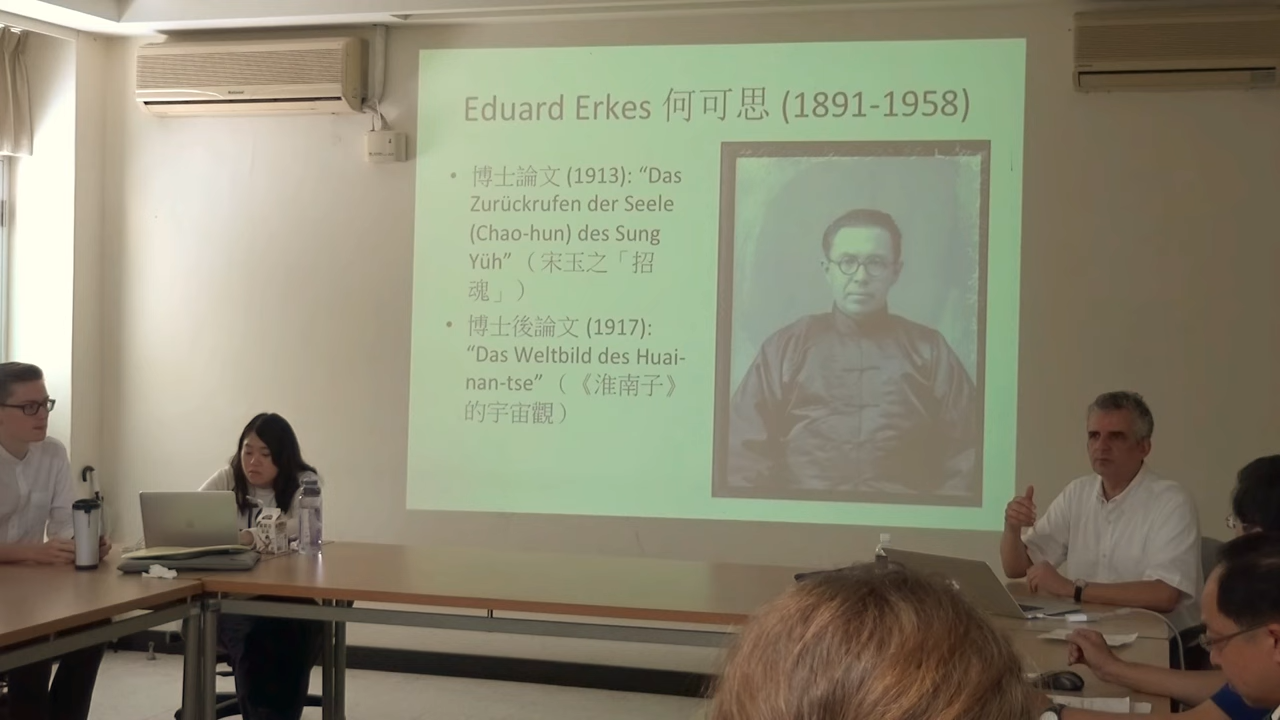 Eduard Erkes 何可思 (1891-1958)
• 博士論文 (1913): “Das
Zurückrufen der Seele
(Chao-hun) des Sung
Yüh” （ 宋玉之「招
魂」）
• 博士後論文 (1917):
“Das Weltbild des Huai-
nan-tse” （ 《淮南子》
的宇宙觀）